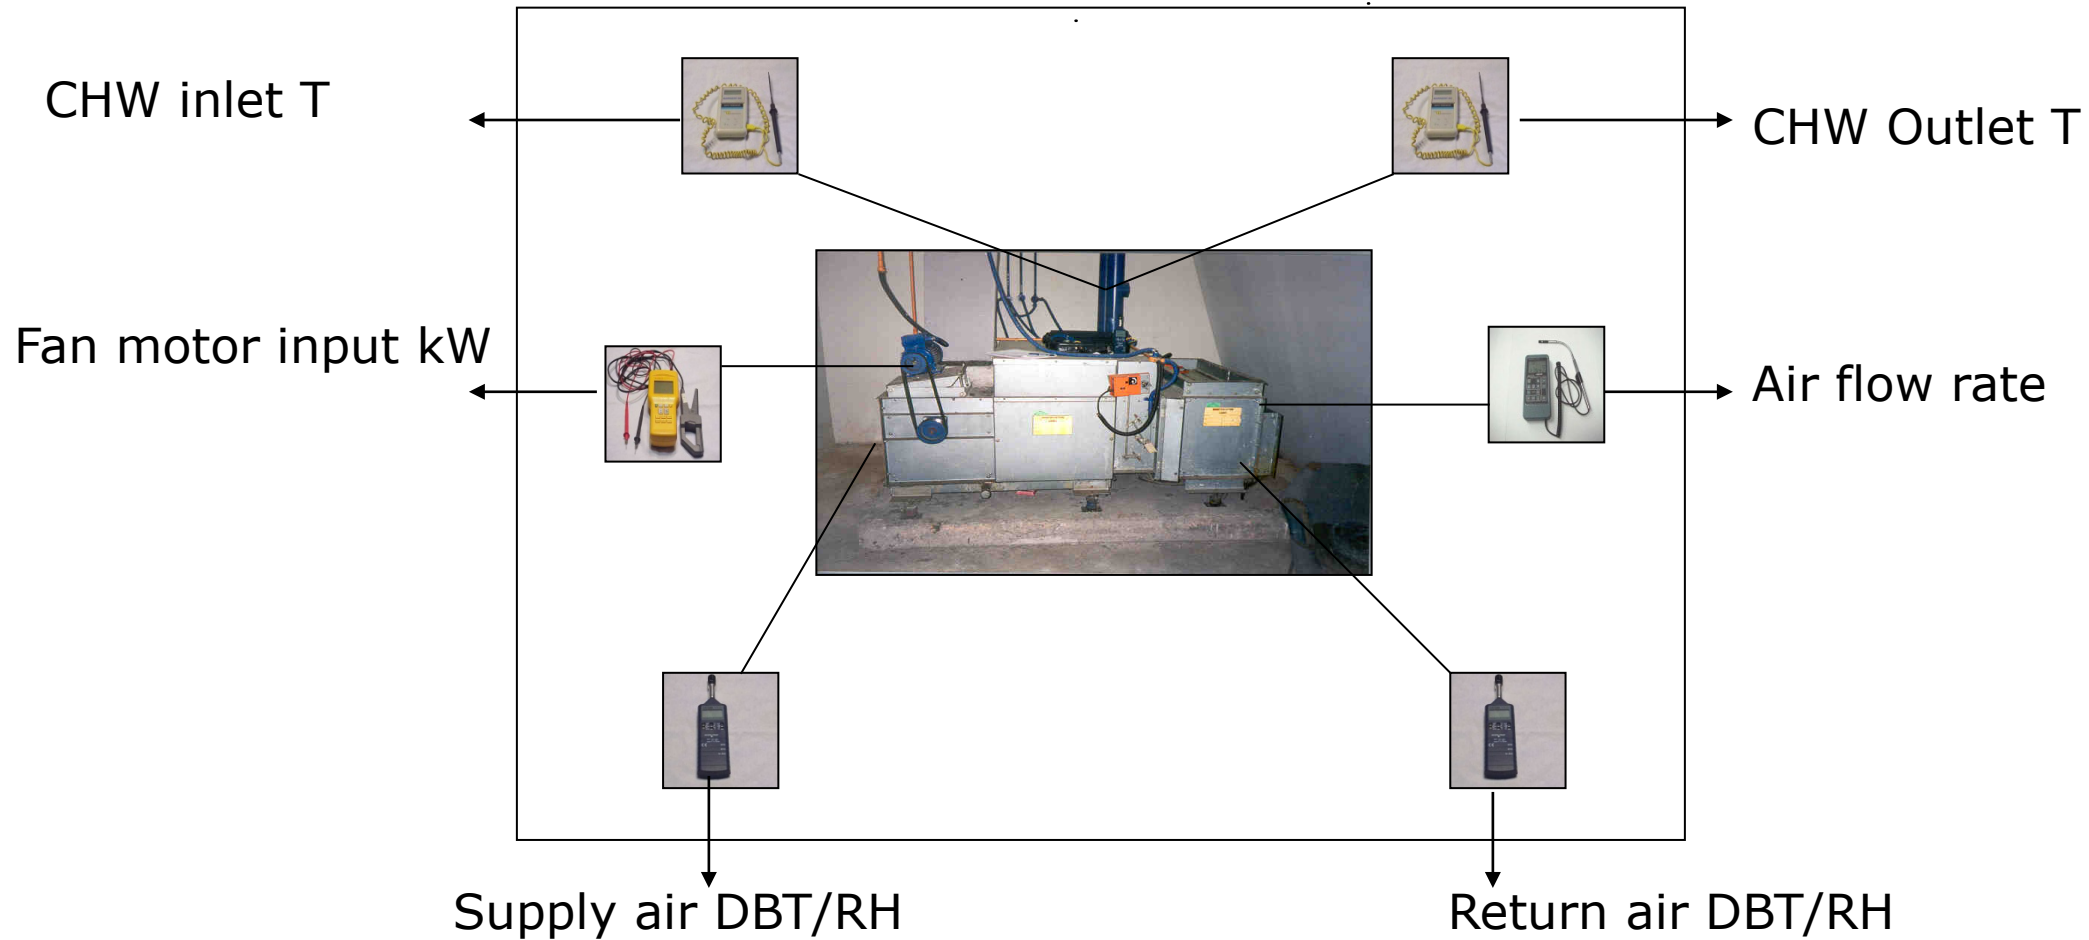 CHW inlet T
CHW Outlet T
Fan motor input kW
Air flow rate
Supply air DBT/RH
Return air DBT/RH